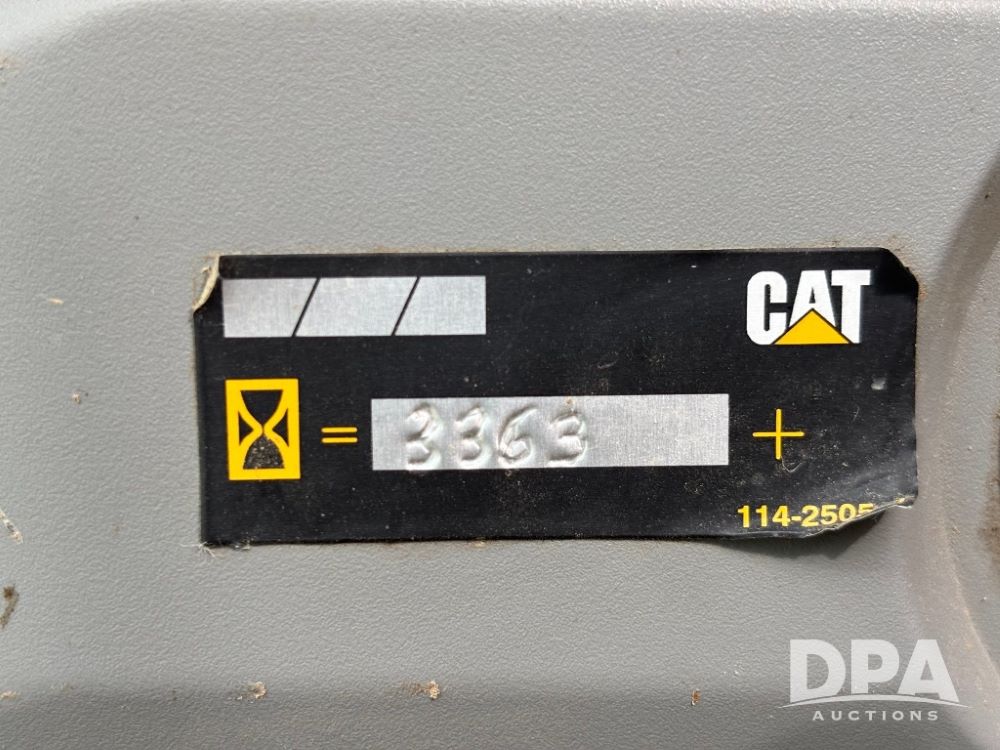 CAT
= 3363 +
114-2505
DPA
AUCTIONS